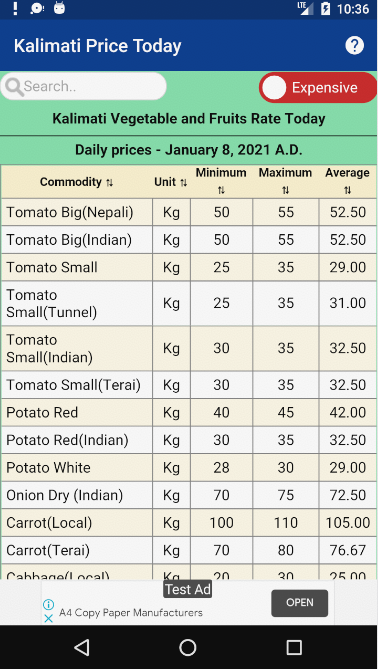 LTE 10:36
Kalimati Price Today ?
Search.. Expensive
Kalimati Vegetable and Fruits Rate Today
Daily prices - January 8, 2021 A.D.
Commodity ⇅ Unit ⇅ Minimum ⇅ Maximum ⇅ Average ⇅
Tomato Big(Nepali) Kg 50 55 52.50
Tomato Big(Indian) Kg 50 55 52.50
Tomato Small Kg 25 35 29.00
Tomato
Small(Tunnel) Kg 25 35 31.00
Tomato
Small(Indian) Kg 30 35 32.50
Tomato Small(Terai) Kg 30 35 32.50
Potato Red Kg 40 45 42.00
Potato Red(Indian) Kg 30 35 32.50
Potato White Kg 28 30 29.00
Onion Dry (Indian) Kg 70 75 72.50
Carrot(Local) Kg 100 110 105.00
Carrot(Terai) Kg 70 80 76.67
Cabbage(Local) Kg 20 30 25.00
Test Ad
A4 Copy Paper Manufacturers
OPEN